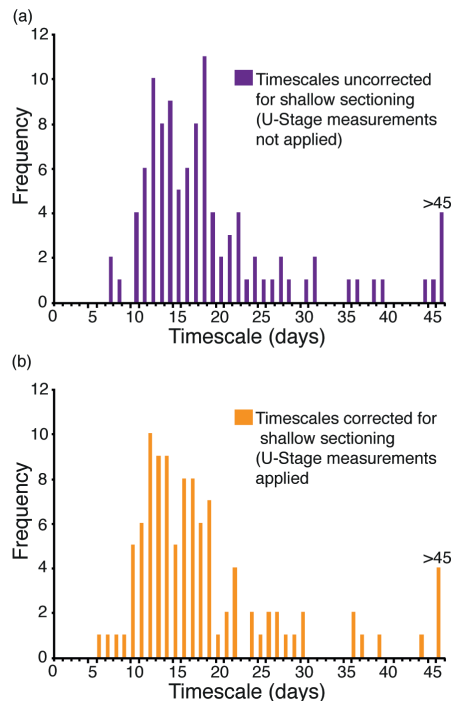 (a)
12
10
8
6
4
2
0
Frequency
Timescales uncorrected
for shallow sectioning
(U-Stage measurements
not applied)
>45
0 5 10 15 20 25 30 35 40 45
Timescale (days)
(b)
12
10
8
6
4
2
0
Frequency
Timescales corrected for
shallow sectioning
(U-Stage measurements
applied
>45
0 5 10 15 20 25 30 35 40 45
Timescale (days)